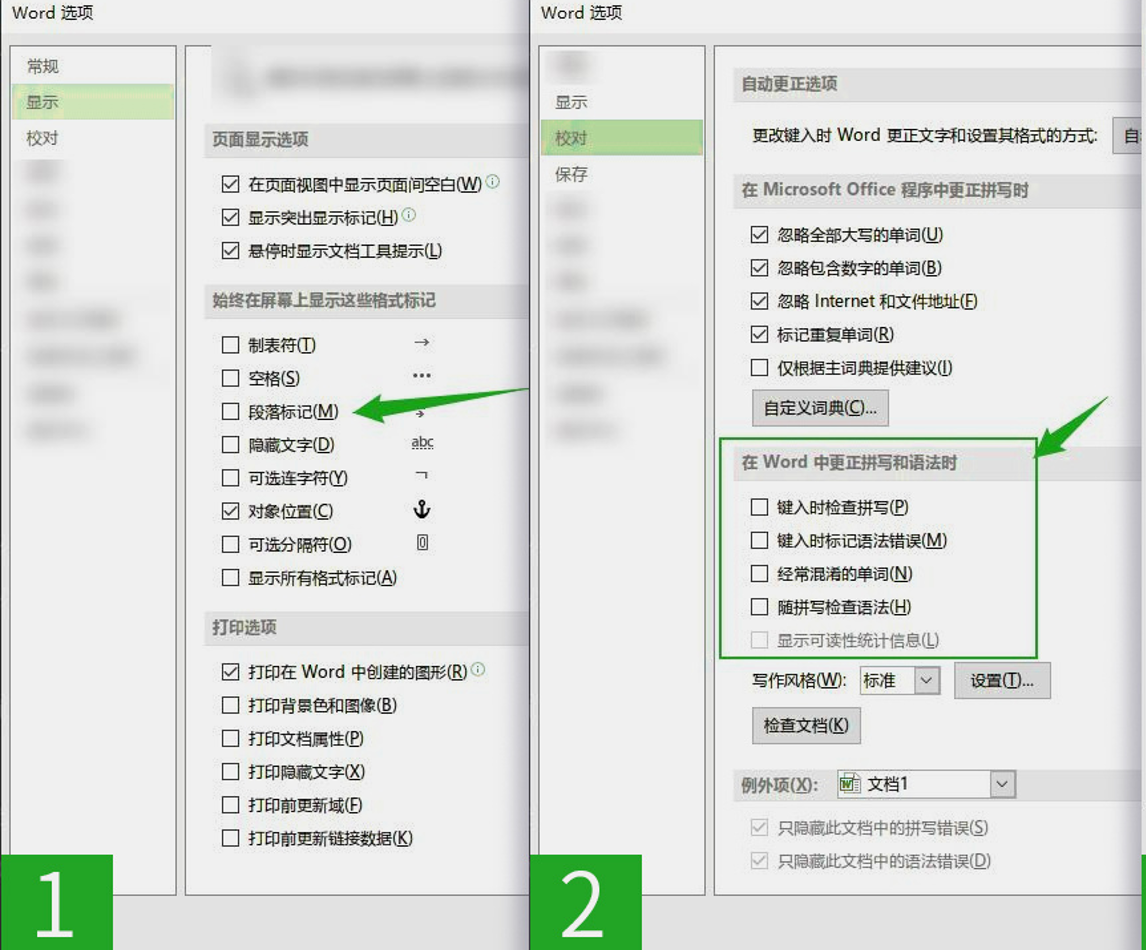 Word 选项
常规
显示
校对
页面显示选项
在页面视图中显示页面间空白(W)
显示突出显示标记(H)
悬停时显示文档工具提示(L)
始终在屏幕上显示这些格式标记
制表符(T)
空格(S)
段落标记(M)
隐藏文字(D)
abc
可选连字符(Y)
对象位置(C)
可选分隔符(O)
显示所有格式标记(A)
打印选项
打印在 Word 中创建的图形(R)
打印背景色和图像(B)
打印文档属性(P)
打印隐藏文字(X)
打印前更新域(F)
打印前更新链接数据(K)
1
Word 选项
显示
校对
保存
自动更正选项
更改键入时 Word 更正文字和设置其格式的方式: 自
在 Microsoft Office 程序中更正拼写时
忽略全部大写的单词(U)
忽略包含数字的单词(B)
忽略 Internet 和文件地址(F)
标记重复单词(R)
仅根据主词典提供建议(I)
自定义词典(C)...
在 Word 中更正拼写和语法时
键入时检查拼写(P)
键入时标记语法错误(M)
经常混淆的单词(N)
随拼写检查语法(H)
显示可读性统计信息(L)
写作风格(W): 标准 设置(T)...
检查文档(K)
例外项(X): 文档1
只隐藏此文档中的拼写错误(S)
只隐藏此文档中的语法错误(D)
2